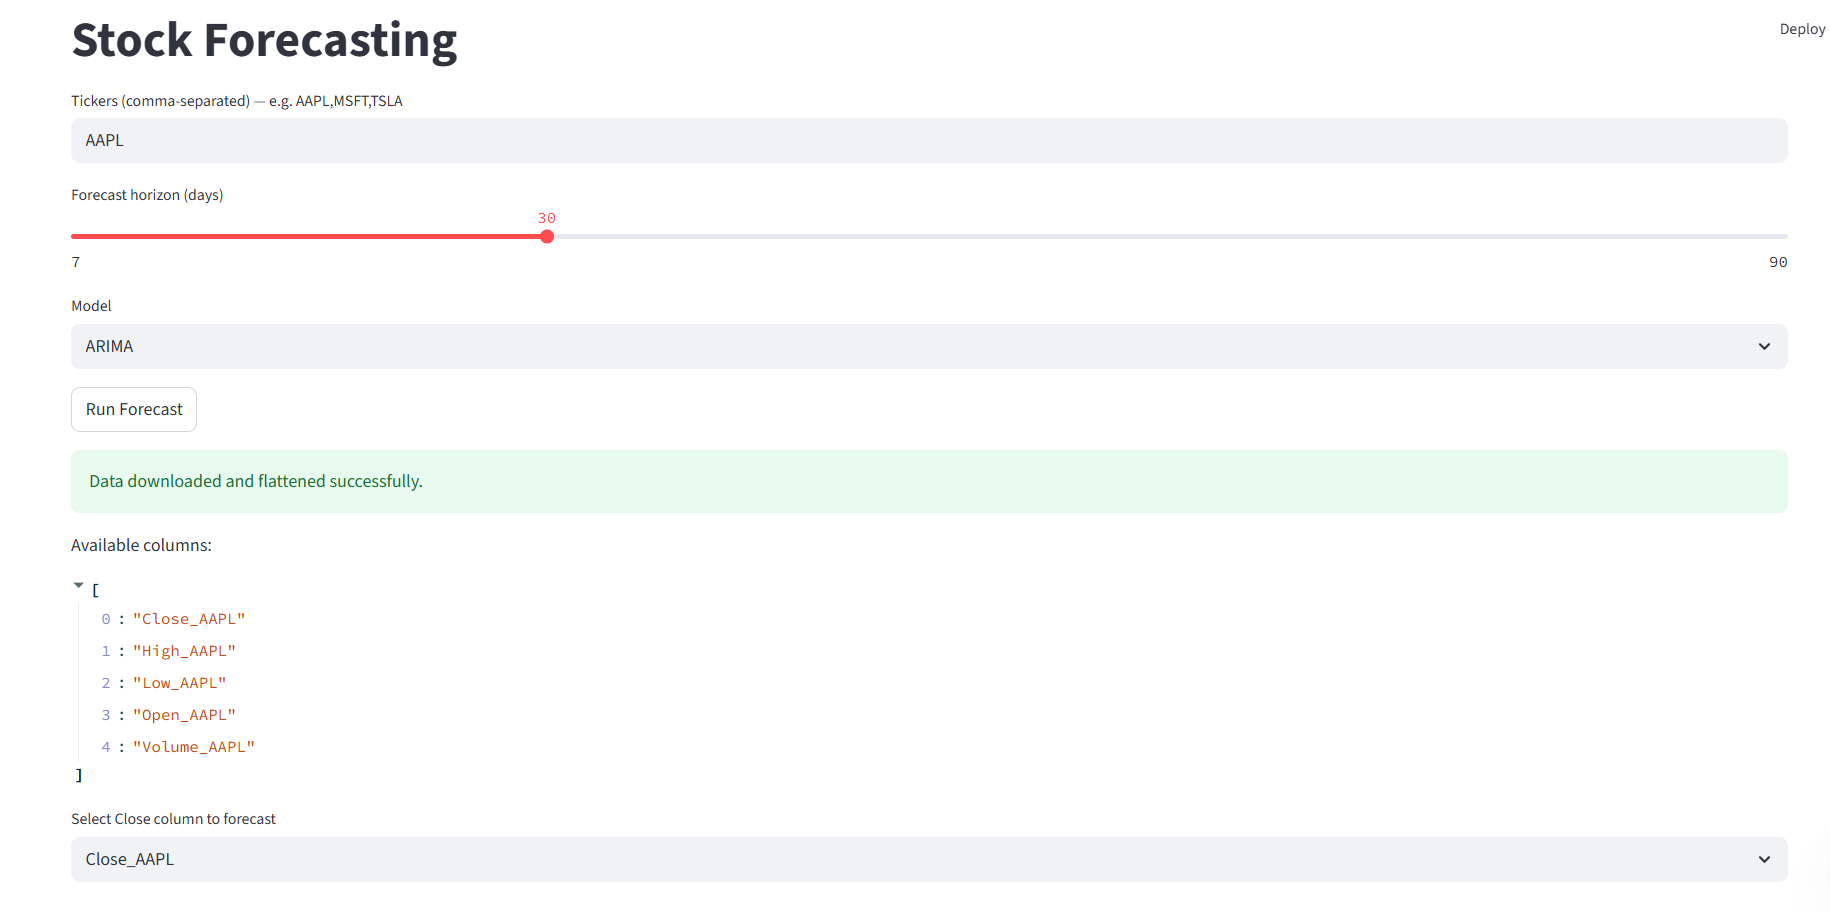 Stock Forecasting
Deploy
Tickers (comma-separated) — e.g. AAPL,MSFT,TSLA
AAPL
Forecast horizon (days)
30
7 90
Model
ARIMA
Run Forecast
Data downloaded and flattened successfully.
Available columns:
[
0 : "Close_AAPL"
1 : "High_AAPL"
2 : "Low_AAPL"
3 : "Open_AAPL"
4 : "Volume_AAPL"
]
Select Close column to forecast
Close_AAPL